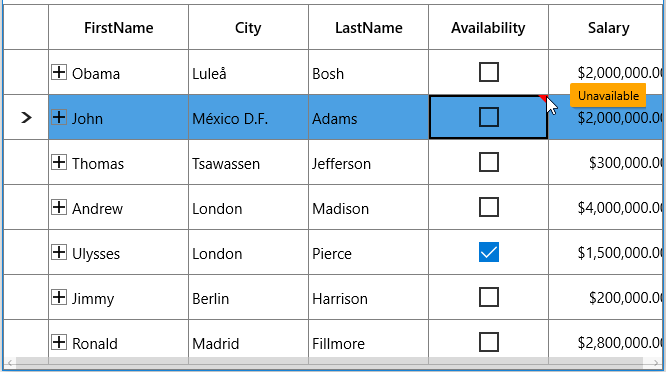 FirstName City LastName Availability Salary
Obama Luleå Bosh $2,000,000.00
Unavailable
John México D.F. Adams $2,000,000.00
Thomas Tsawassen Jefferson $300,000.00
Andrew London Madison $4,000,000.00
Ulysses London Pierce $1,500,000.00
Jimmy Berlin Harrison $200,000.00
Ronald Madrid Fillmore $2,800,000.00